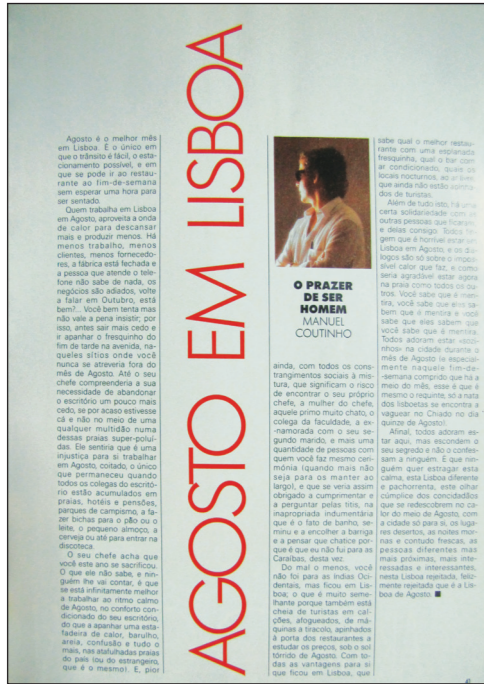 AGOSTO EM LISBOA
Agosto é o melhor mês
em Lisboa. É o único em
que o trânsito é fácil, o esta-
cionamento possível, e em
que se pode ir ao restau-
rante ao fim-de-semana
sem esperar uma hora para
ser sentado.
Quem trabalha em Lisboa
em Agosto, aproveita a onda
de calor para descansar
mais e produzir menos. Há
menos trabalho, menos
clientes, menos fornecedo-
res, a fábrica está fechada e
a pessoa que atende o tele-
fone não sabe de nada, os
negócios são adiados, volte
a falar em Outubro, está
bem?... Você bem tenta mas
não vale a pena insistir; por
isso, antes sair mais cedo e
ir apanhar o fresquinho do
fim de tarde na avenida, na-
queles sítios onde você
nunca se atreveria fora do
mês de Agosto. Até o seu
chefe compreenderia a sua
necessidade de abandonar
o escritório um pouco mais
cedo, se por acaso estivesse
cá e não no meio de uma
qualquer multidão numa
dessas praias super-polui-
das. Ele sentiria que é uma
injustiça para si trabalhar
em Agosto, coitado, o único
que permaneceu quando
todos os colegas do escritó-
rio estão acumulados em
praias, hotéis e pensões,
parques de campismo, a fa-
zer bichas para o pão ou o
leite, o pequeno almoço, a
cerveja ou até para entrar na
discoteca.
O seu chefe acha que
você este ano se sacrificou.
O que ele não sabe, e nin-
guém lhe vai contar, é que
se está infinitamente melhor
a trabalhar ao ritmo calmo
de Agosto, no conforto con-
dicionado do seu escritório,
do que a apanhar uma esta-
fadeira de calor, barulho,
areia, confusão e tudo o
mais, nas atafulhadas praias
do país (ou do estrangeiro,
que é o mesmo). E, pior
O PRAZER
DE SER
HOMEM
MANUEL
COUTINHO
ainda, com todos os cons-
trangimentos sociais à mis-
tura, que significam o risco
de encontrar o seu próprio
chefe, a mulher do chefe,
aquele primo muito chato, o
colega da faculdade, a ex-
-namorada com o seu se-
gundo marido, e mais uma
quantidade de pessoas com
quem você faz mesmo ceri-
mónia (quando mais não
seja para os manter ao
largo), e que se veria assim
obrigado a cumprimentar e
a perguntar pelas titis, na
inapropriada indumentária
que é o fato de banho, se-
minu e a encolher a barriga
e a pensar que chatice por-
que é que eu não fui para as
Caraíbas, desta vez.
Do mal o menos, você
não foi para as Índias Oci-
dentais, mas ficou em Lis-
boa; o que é muito seme-
lhante porque também está
cheia de turistas em cal-
ções, afogueados, de má-
quinas a tiracolo, apinhados
à porta dos restaurantes a
estudar os preços, sob o sol
tórrido de Agosto. Com to-
das as vantagens para si
que ficou em Lisboa, que
sabe qual o melhor restau-
rante com uma esplanada
fresquinha, qual o bar com
ar condicionado, quais os
locais nocturnos, ao ar livre
que ainda não estão
dos de turistas.
Além de tudo isto, há uma
certa solidariedade com as
outras pessoas que ficaram
e delas consigo. Todos fin-
gem que é horrível estar em
Lisboa em Agosto, e os diá-
logos são só sobre o impos-
sível calor que faz, e como
seria agradável estar agora
na praia como todos os ou-
tros. Você sabe que é men-
tira, você sabe que eles sa-
bem que é mentira e você
sabe que eles sabem que
você sabe que é mentira.
Todos adoram estar «sozi-
nhos» na cidade durante o
mês de Agosto (e especial-
mente naquele fim-de-
-semana comprido que há a
meio do mês, esse é que é
mesmo o requinte, só a nata
dos lisboetas se encontra a
vaguear no Chiado no dia
quinze de Agosto).
Afinal, todos adoram es-
tar aqui, mas escondem o
seu segredo e não o confes-
sam a ninguém. É que nin-
guém quer estragar esta
calma, esta Lisboa diferente
e pachorrenta, este olhar
cúmplice dos concidadãos
que se redescobrem no ca-
lor do meio de Agosto, com
a cidade só para si, os luga-
res desertos, as noites mor-
nas e contudo frescas, as
pessoas diferentes mas
mais próximas, mais inte-
ressadas e interessantes,
nesta Lisboa rejeitada, feliz-
mente rejeitada que é a Lis-
boa de Agosto. ■